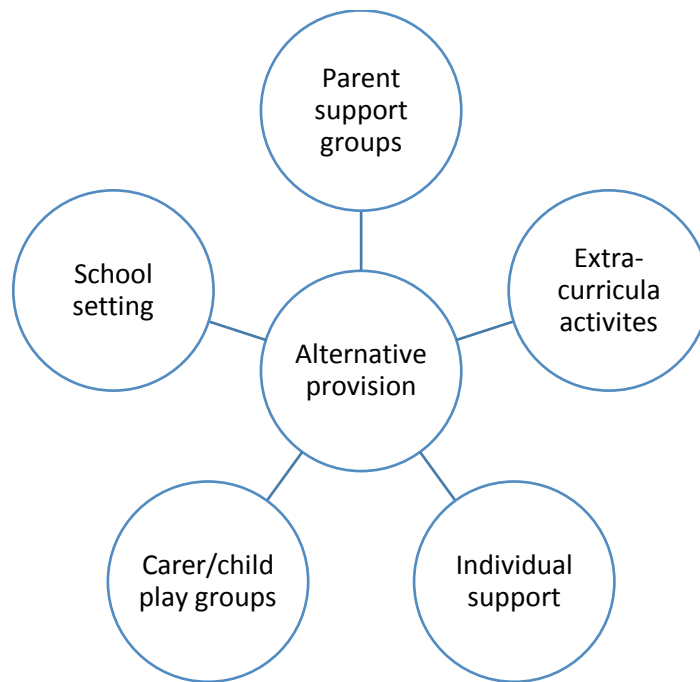 Parent
support
groups
School
setting
Extra-
curricula
activites
Alternative
provision
Carer/child
play groups
Individual
support